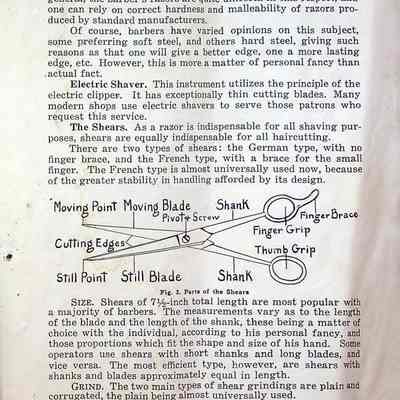 one can rely on correct hardness and malleability of razors pro-
duced by standard manufacturers.
Of course, barbers have varied opinions on this subject,
some preferring soft steel, and others hard steel, giving such
reasons as that one will give a better edge, one a more lasting
edge, etc. However, this is more a matter of personal fancy than
actual fact.
Electric Shaver. This instrument utilizes the principle of the
electric clipper. It has exceptionally thin cutting blades. Many
modern shops use electric shavers to serve those patrons who
request this service.
The Shears. As a razor is indispensable for all shaving pur-
poses, shears are equally indispensable for all haircutting.
There are two types of shears: the German type, with no
finger brace, and the French type, with a brace for the small
finger. The French type is almost universally used now, because
of the greater stability in handling afforded by its design.
Moving Point Moving Blade Shank
Pivoty Screw
Finger Brace
Finger Grip
Cutting Edges
Thumb Grip
Still Point Still Blade Shank
Fig. 2. Parts of the Shears
SIZE. Shears of 7½-inch total length are most popular with
a majority of barbers. The measurements vary as to the length
of the blade and the length of the shank, these being a matter of
choice with the individual, according to his personal fancy, and
those proportions which fit the shape and size of his hand. Some
operators use shears with short shanks and long blades, and
vice versa. The most efficient type, however, are shears with
shanks and blades approximately equal in length.
GRIND. The two main types of shear grindings are plain and
corrugated, the plain being almost universally used.